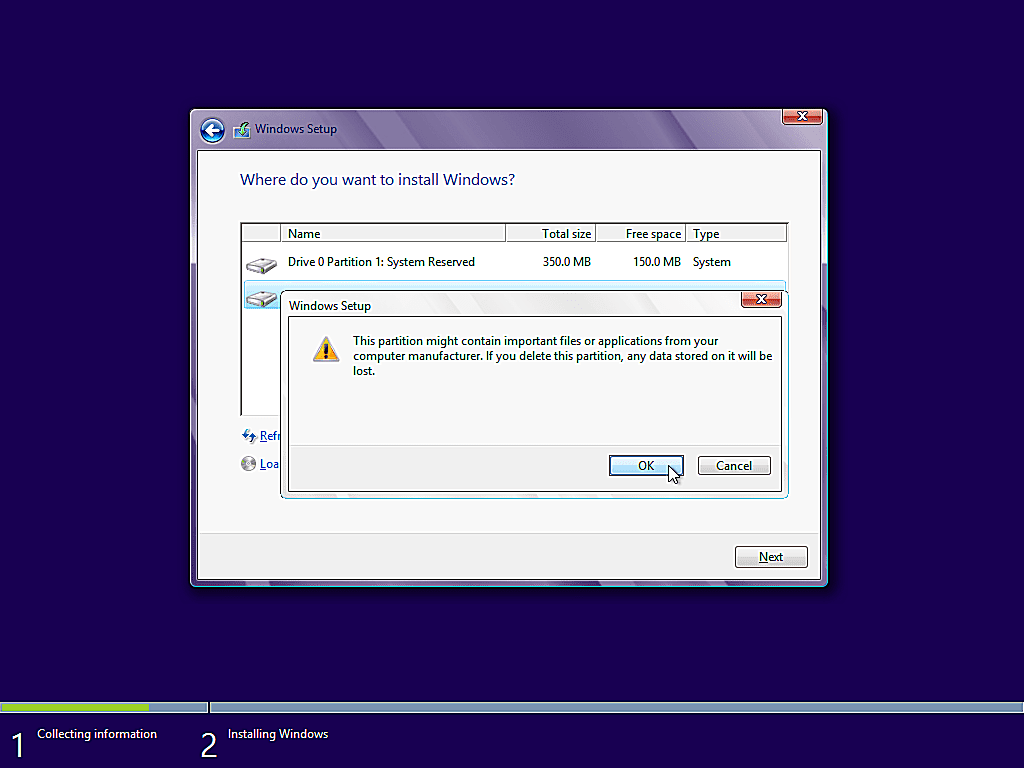 Windows Setup
Where do you want to install Windows?
Name Total size Free space Type
Drive 0 Partition 1: System Reserved 350.0 MB 150.0 MB System
Windows Setup
This partition might contain important files or applications from your
computer manufacturer. If you delete this partition, any data stored on it will be
lost.
Refr
Loa
OK Cancel
Next
1 Collecting information 2 Installing Windows